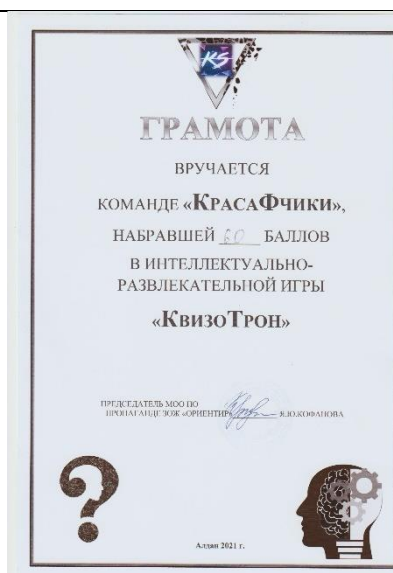 KS
ГРАМОТА
ВРУЧАЕТСЯ
КОМАНДЕ «КРАСАФЧИКИ»,
НАБРАВШЕЙ 60 БАЛЛОВ
В ИНТЕЛЛЕКТУАЛЬНО-
РАЗВЛЕКАТЕЛЬНОЙ ИГРЫ
«КВИЗОТРОН»
ПРЕДСЕДАТЕЛЬ МОО ПО
ПРОПАГАНДЕ ЗОЖ «ОРИЕНТИР» Я.Ю.КОФАНОВА
Алдан 2021 г.